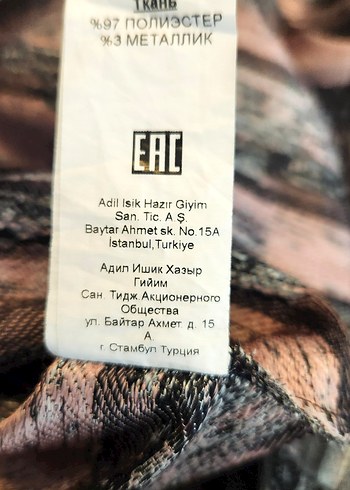 ткань
%97 ПОЛИЭСТЕР
%3 МЕТАЛЛИК
EAC
Adil Isik Hazır Giyim
San. Tic. A Ş.
Baytar Ahmet sk. No.15A
İstanbul,Turkiye
Адил Ишик Хазыр
Гийим
Сан. Тидж Акционерного
Общества
ул. Байтар Ахмет д. 15
А
г. Стамбул Турция